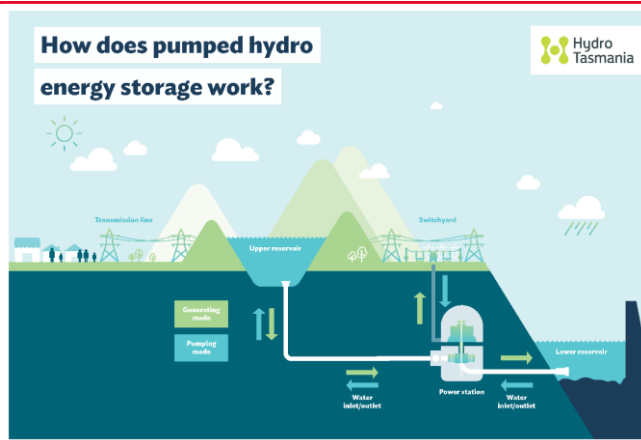 How does pumped hydro
energy storage work?
Hydro
Tasmania
Transmission line
Upper reservoir
Switchyard
Generating
mode
Pumping
mode
Lower reservoir
Power station
Water
inlet/outlet
Water
inlet/outlet